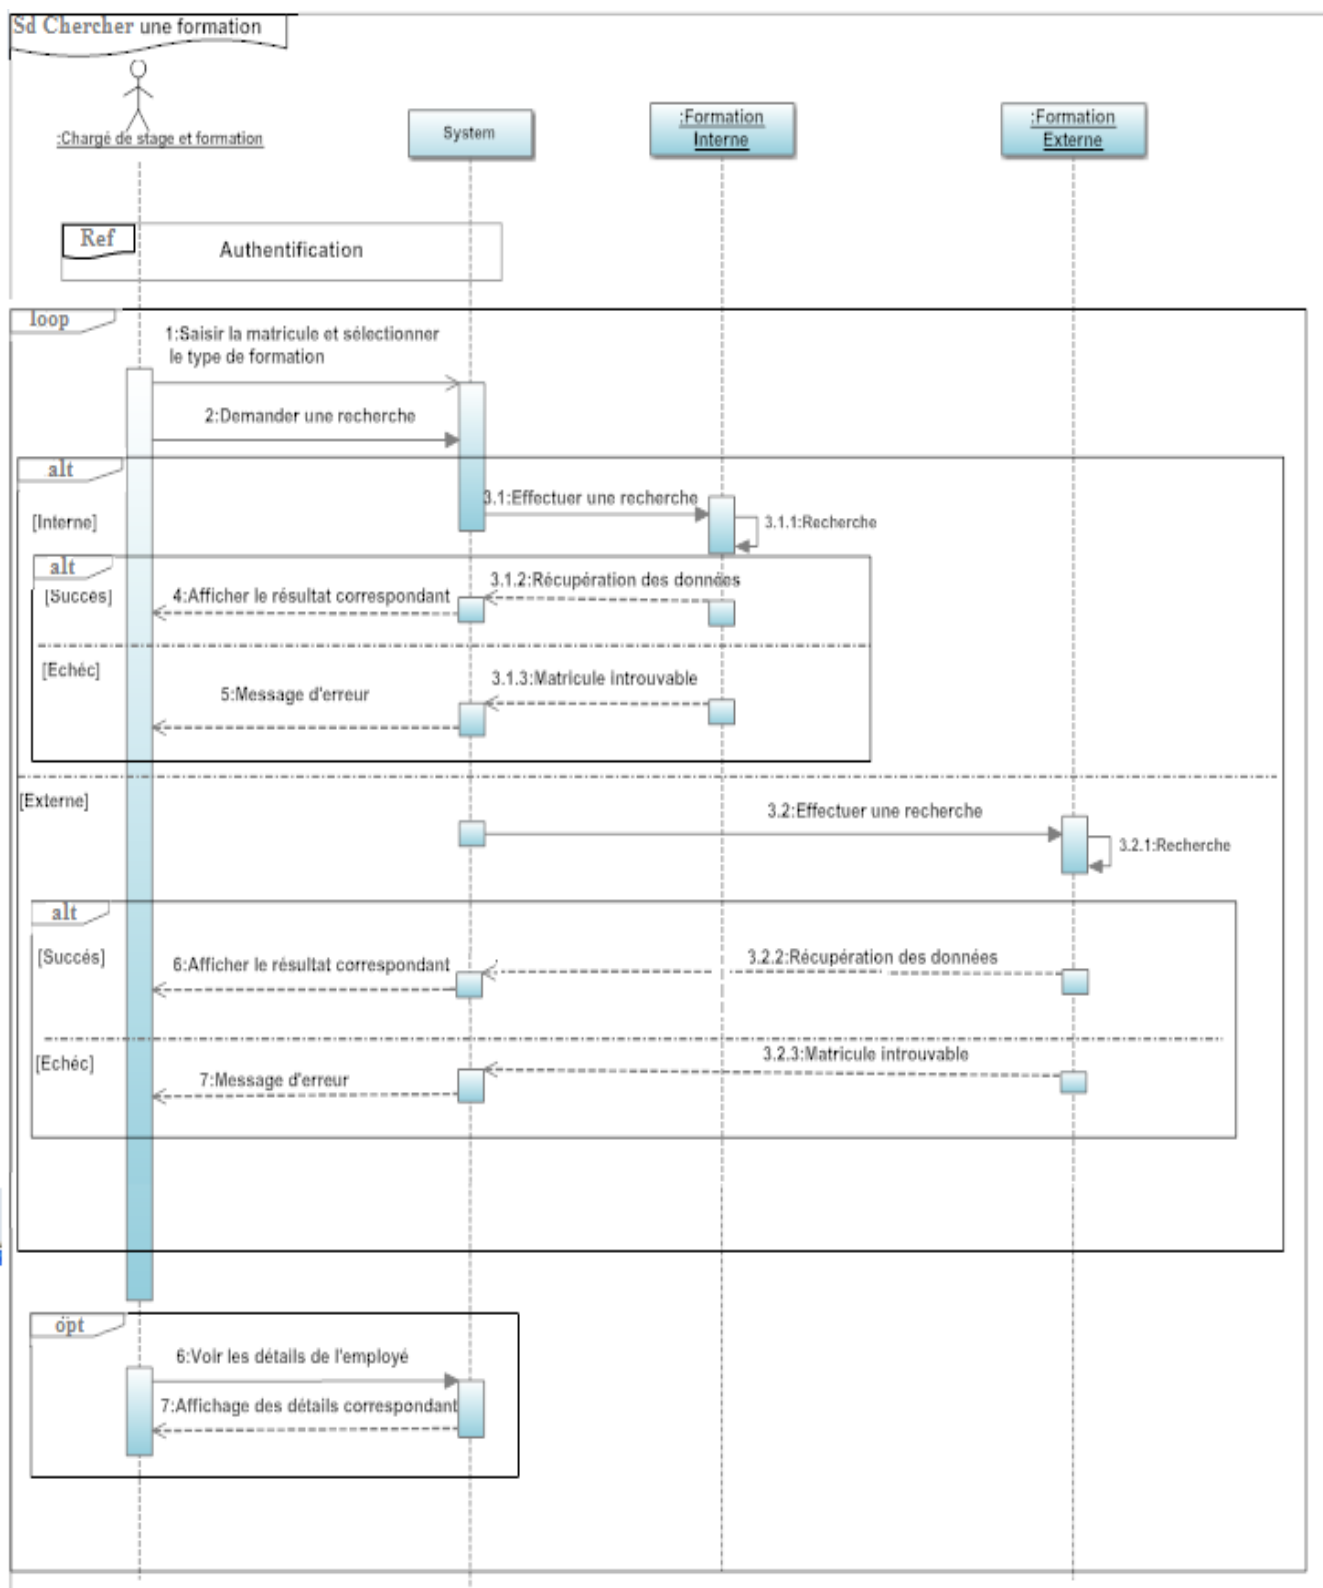 Sd Chercher une formation
:Chargé de stage et formation
System
:Formation
Interne
:Formation
Externe
Ref
Authentification
loop
1:Saisir la matricule et sélectionner
le type de formation
2:Demander une recherche
alt
3.1:Effectuer une recherche
[Interne]
3.1.1:Recherche
alt
[Succés]
4:Afficher le résultat correspondant
3.1.2:Récupération des données
[Echéc]
5:Message d'erreur
3.1.3:Matricule introuvable
[Externe]
3.2:Effectuer une recherche
3.2.1:Recherche
alt
[Succés]
6:Afficher le résultat correspondant
3.2.2:Récupération des données
[Echéc]
7:Message d'erreur
3.2.3:Matricule introuvable
opt
6:Voir les détails de l'employé
7:Affichage des détails correspondant